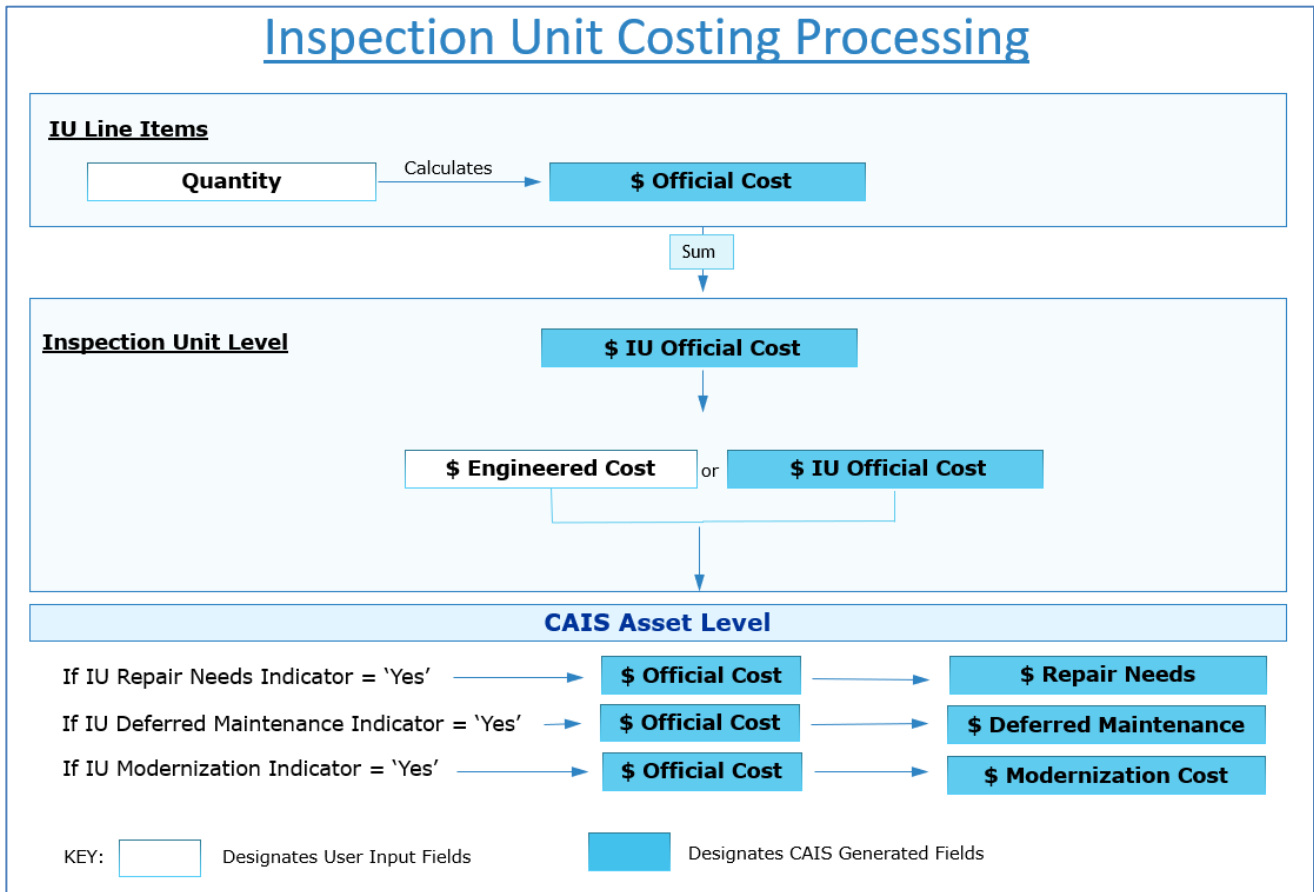 Inspection Unit Costing Processing
IU Line Items
Quantity
Calculates
$ Official Cost
Sum
Inspection Unit Level
$ IU Official Cost
$ Engineered Cost
or
$ IU Official Cost
CAIS Asset Level
If IU Repair Needs Indicator = ‘Yes’
$ Official Cost
$ Repair Needs
If IU Deferred Maintenance Indicator = ‘Yes’
$ Official Cost
$ Deferred Maintenance
If IU Modernization Indicator = ‘Yes’
$ Official Cost
$ Modernization Cost
KEY:
Designates User Input Fields
Designates CAIS Generated Fields